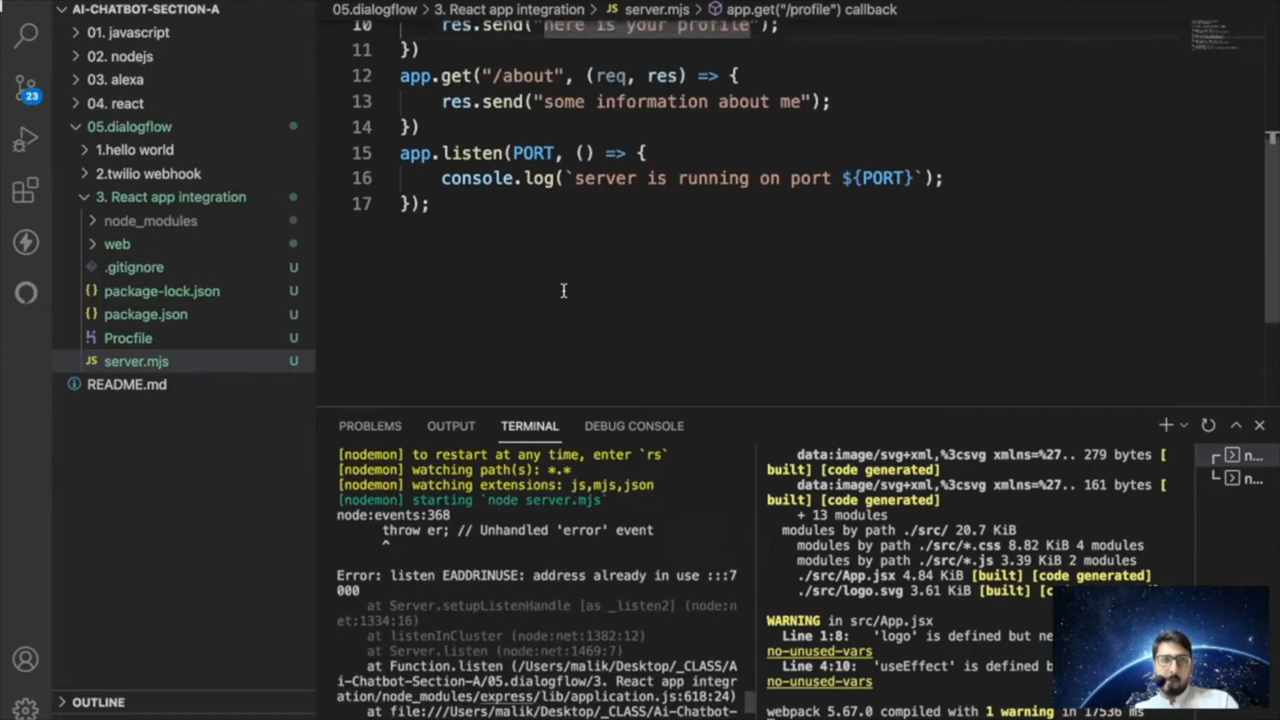 AI-CHATBOT-SECTION-A
01. javascript
02. nodejs
03. alexa
04. react
05.dialogflow
1.hello world
2.twilio webhook
3. React app integration
node_modules
web
.gitignore U
{} package-lock.json U
{} package.json U
Procfile U
JS server.mjs U
README.md
OUTLINE
23
05.dialogflow > 3. React app integration > JS server.mjs > app.get("/profile") callback
10 res.send("here is your profile");
11 })
12 app.get("/about", (req, res) => {
13 res.send("some information about me");
14 })
15 app.listen(PORT, () => {
16 console.log(`server is running on port ${PORT}`);
17 });
PROBLEMS OUTPUT TERMINAL DEBUG CONSOLE
[nodemon] to restart at any time, enter `rs`
[nodemon] watching path(s): *.*
[nodemon] watching extensions: js,mjs,json
[nodemon] starting `node server.mjs`
node:events:368
throw er; // Unhandled 'error' event
^
Error: listen EADDRINUSE: address already in use :::7
000
at Server.setupListenHandle [as _listen2] (node:n
et:1334:16)
at listenInCluster (node:net:1382:12)
at Server.listen (node:net:1469:7)
at Function.listen (/Users/malik/Desktop/_CLASS/A
i-Chatbot-Section-A/05.dialogflow/3. React app integr
ation/node_modules/express/lib/application.js:618:24)
at file:///Users/malik/Desktop/_CLASS/Ai-Chatbot-
data:image/svg+xml,%3csvg xmlns=%27.. 279 bytes [
built] [code generated]
data:image/svg+xml,%3csvg xmlns=%27.. 161 bytes [
built] [code generated]
+ 13 modules
modules by path ./src/ 20.7 KiB
modules by path ./src/*.css 8.82 KiB 4 modules
modules by path ./src/*.js 3.39 KiB 2 modules
./src/App.jsx 4.84 KiB [built] [code generated]
./src/logo.svg 3.61 KiB [built] [code
WARNING in src/App.jsx
Line 1:8: 'logo' is defined but ne
no-unused-vars
Line 4:10: 'useEffect' is defined b
no-unused-vars
webpack 5.67.0 compiled with 1 warning in 17536 ms
n...
n...